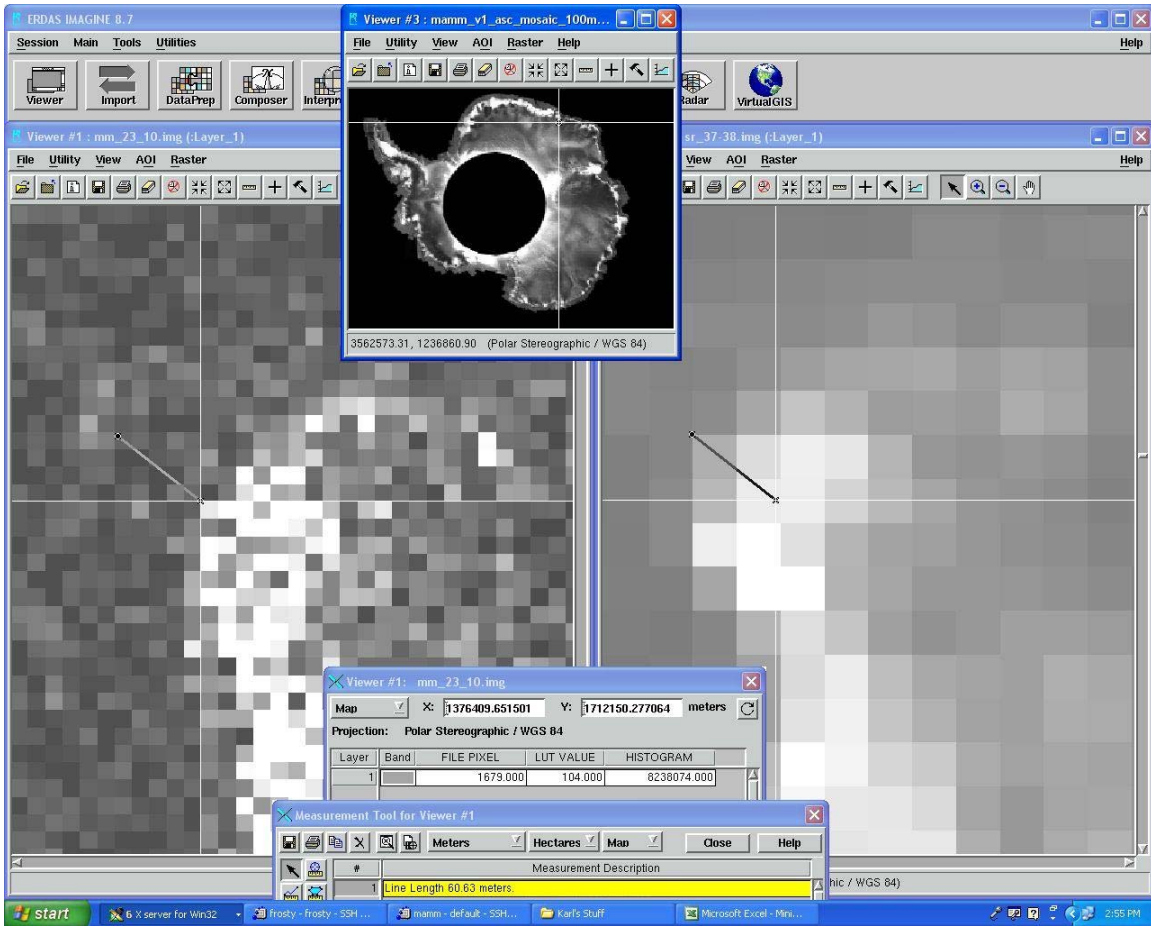 ERDAS IMAGINE 8.7
Session Main Tools Utilities Help
Viewer Import DataPrep Composer VirtualGIS
Viewer #3 : mamm_v1_asc_mosaic_100m...
File Utility View AOI Raster Help
3562573.31, 1236860.90 (Polar Stereographic / WGS 84)
Viewer #1 : mm_23_10.img (:Layer_1)
File Utility View AOI Raster
sr_37-38.img (:Layer_1)
View AOI Raster Help
Viewer #1: mm_23_10.img
Map X: 1376409.651501 Y: 1712150.277064 meters
Projection: Polar Stereographic / WGS 84
Layer Band FILE PIXEL LUT VALUE HISTOGRAM
1 1679.000 104.000 8238074.000
Measurement Tool for Viewer #1
Meters Hectares Map Close Help
# Measurement Description
1 Line Length 60.63 meters.
hic / WGS 84)
start 6 X server for Win32 frosty - frosty - SSH ... mamm - default - SSH... Karl's Stuff Microsoft Excel - Mini... 2:55 PM